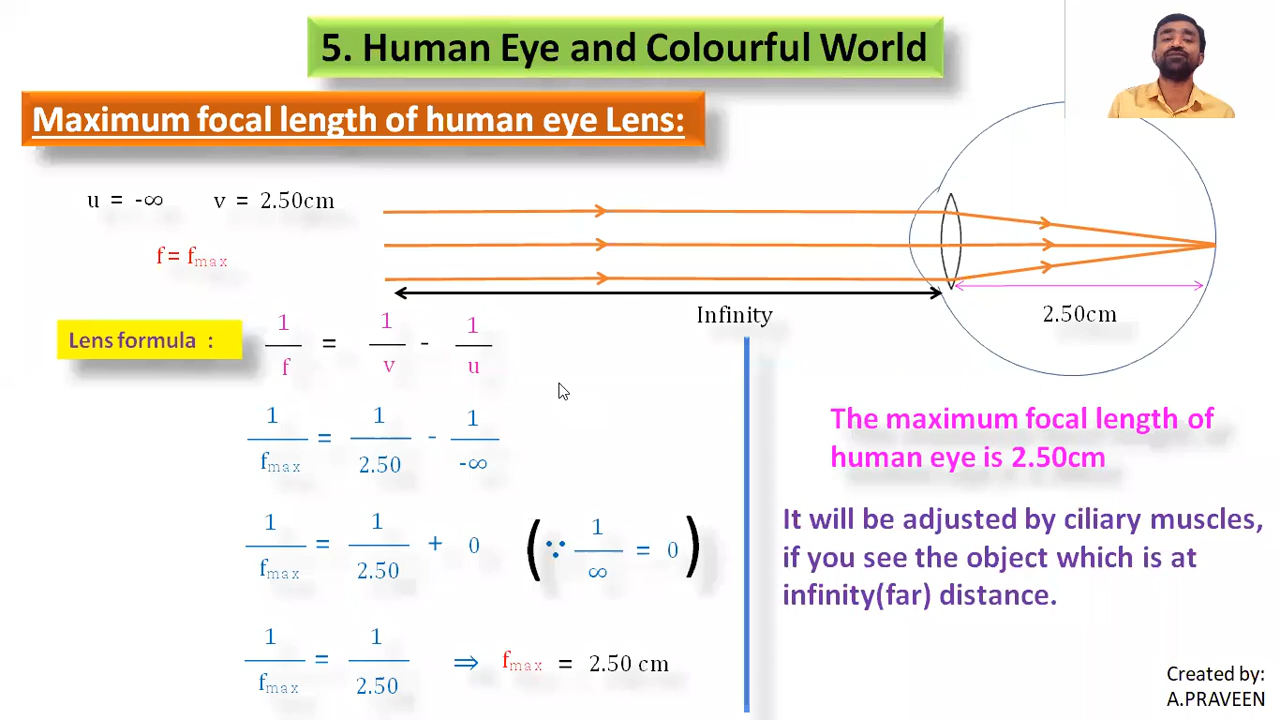 5. Human Eye and Colourful World
Maximum focal length of human eye Lens:
u = -∞ v = 2.50cm
f = fmax
Infinity
2.50cm
Lens formula :
1/f = 1/v - 1/u
1/fmax = 1/2.50 - 1/-∞
1/fmax = 1/2.50 + 0 (∵ 1/∞ = 0)
1/fmax = 1/2.50 ⇒ fmax = 2.50 cm
The maximum focal length of
human eye is 2.50cm
It will be adjusted by ciliary muscles,
if you see the object which is at
infinity(far) distance.
Created by:
A.PRAVEEN